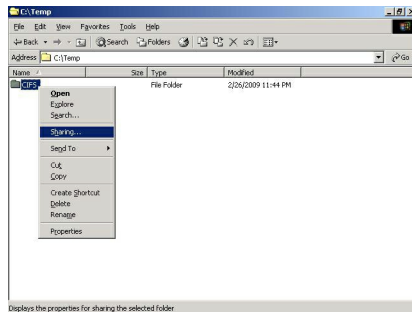 C:\Temp
File Edit View Favorites Tools Help
Back Search Folders
Address C:\Temp Go
Name Size Type Modified
CIFS File Folder 2/26/2009 11:44 PM
Open
Explore
Search...
Sharing...
Send To
Cut
Copy
Create Shortcut
Delete
Rename
Properties
Displays the properties for sharing the selected folder